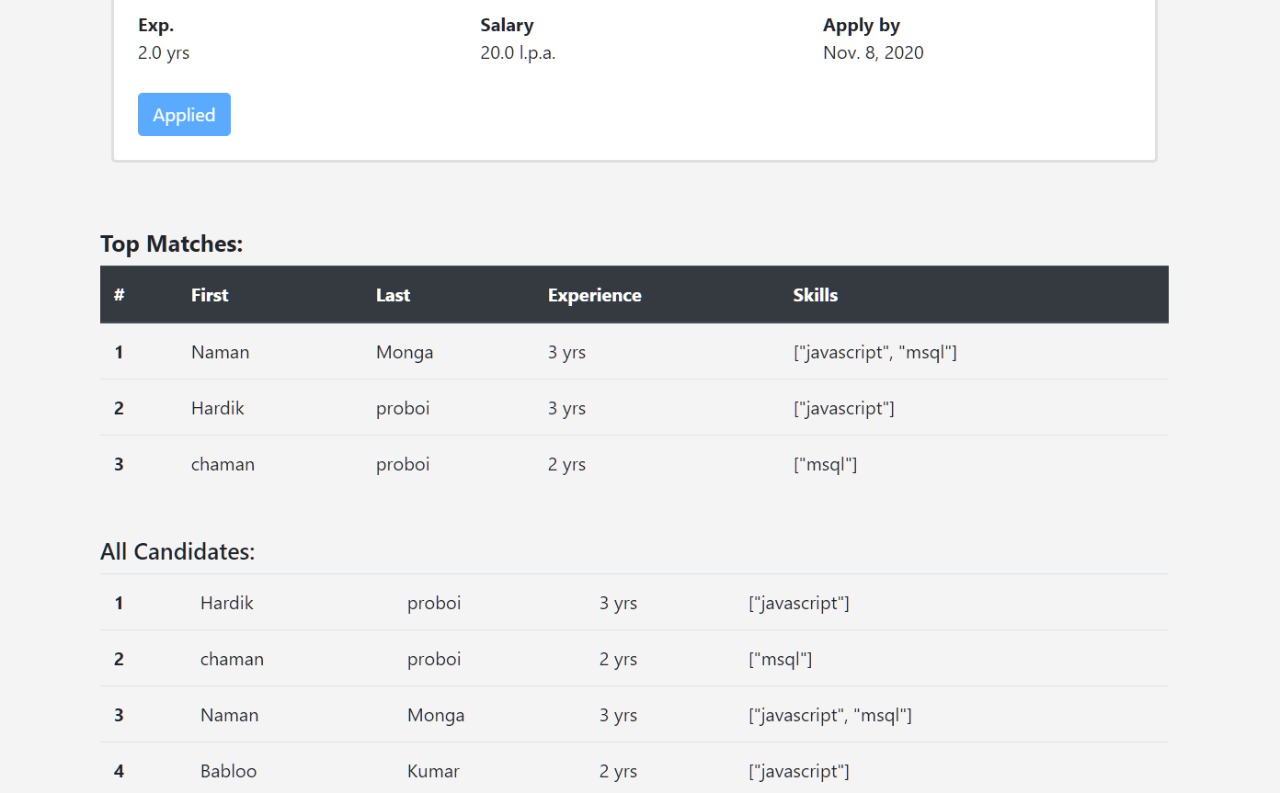 Exp. Salary Apply by
2.0 yrs 20.0 l.p.a. Nov. 8, 2020
Applied
Top Matches:
# First Last Experience Skills
1 Naman Monga 3 yrs ["javascript", "msql"]
2 Hardik proboi 3 yrs ["javascript"]
3 chaman proboi 2 yrs ["msql"]
All Candidates:
1 Hardik proboi 3 yrs ["javascript"]
2 chaman proboi 2 yrs ["msql"]
3 Naman Monga 3 yrs ["javascript", "msql"]
4 Babloo Kumar 2 yrs ["javascript"]